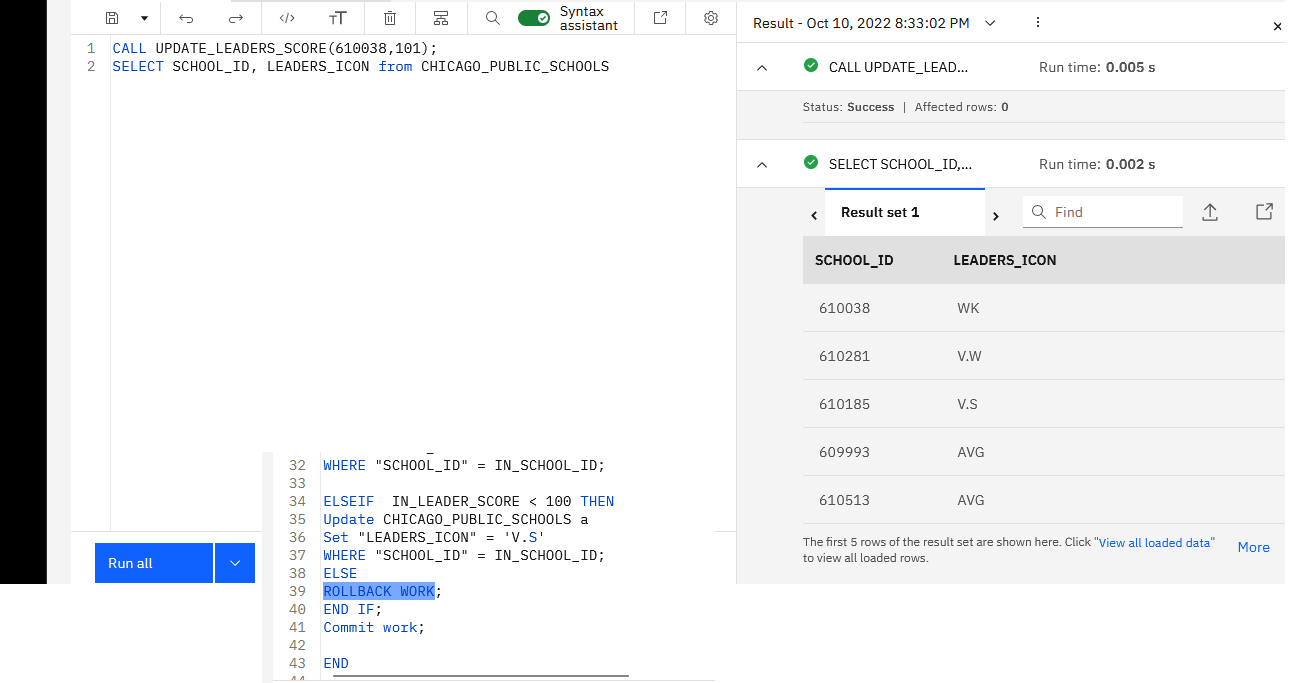 Syntax assistant
1 CALL UPDATE_LEADERS_SCORE(610038,101);
2 SELECT SCHOOL_ID, LEADERS_ICON from CHICAGO_PUBLIC_SCHOOLS
Run all
32 WHERE "SCHOOL_ID" = IN_SCHOOL_ID;
33
34 ELSEIF  IN_LEADER_SCORE < 100 THEN
35 Update CHICAGO_PUBLIC_SCHOOLS a
36 Set "LEADERS_ICON" = 'V.S'
37 WHERE "SCHOOL_ID" = IN_SCHOOL_ID;
38 ELSE
39 ROLLBACK WORK;
40 END IF;
41 Commit work;
42
43 END
44
Result - Oct 10, 2022 8:33:02 PM
CALL UPDATE_LEAD... Run time: 0.005 s
Status: Success | Affected rows: 0
SELECT SCHOOL_ID,... Run time: 0.002 s
Result set 1 Find
SCHOOL_ID LEADERS_ICON
610038 WK
610281 V.W
610185 V.S
609993 AVG
610513 AVG
The first 5 rows of the result set are shown here. Click "View all loaded data"
to view all loaded rows.
More